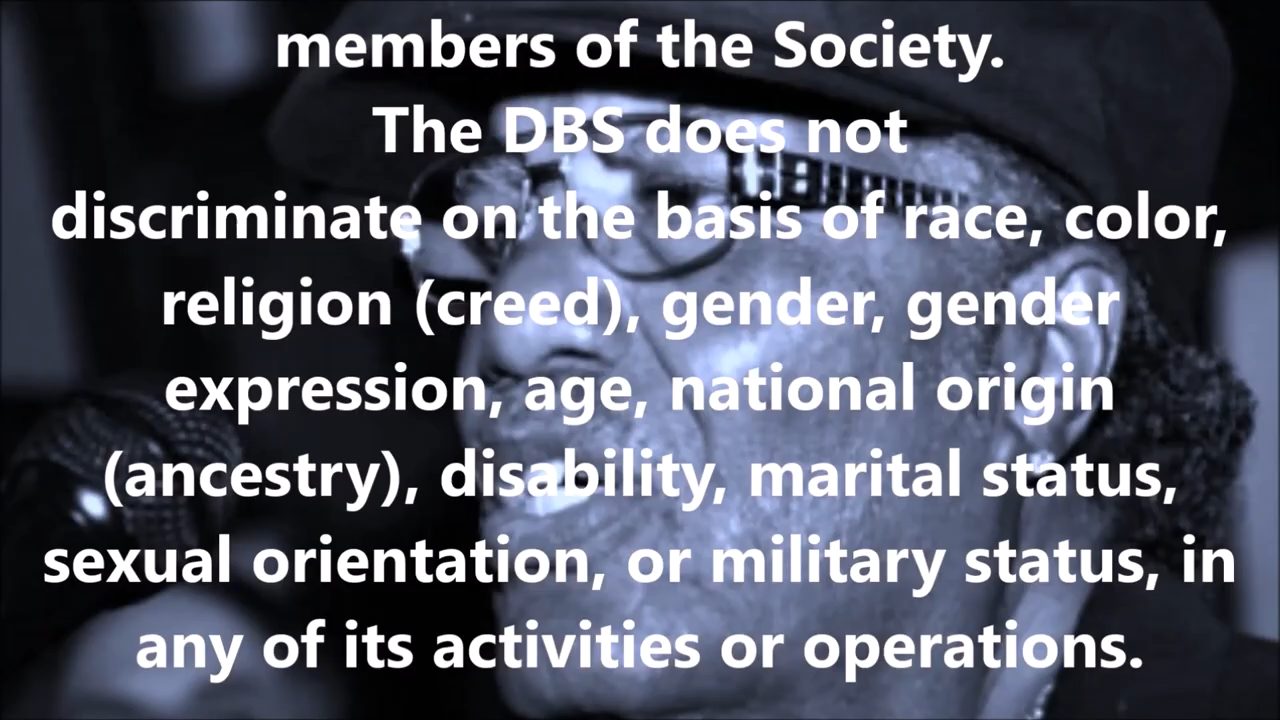 members of the Society.
The DBS does not
discriminate on the basis of race, color,
religion (creed), gender, gender
expression, age, national origin
(ancestry), disability, marital status,
sexual orientation, or military status, in
any of its activities or operations.